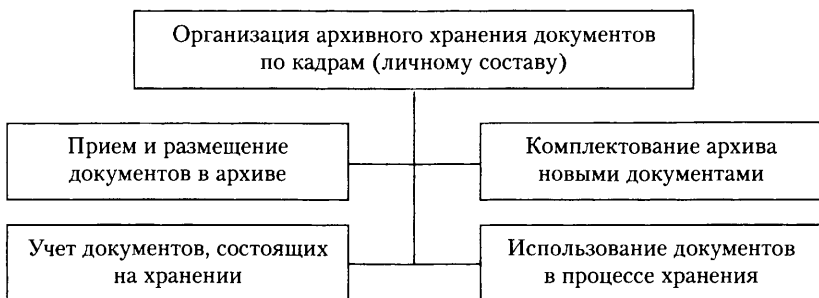 Организация архивного хранения документов
по кадрам (личному составу)
Прием и размещение
документов в архиве
Комплектование архива
новыми документами
Учет документов, состоящих
на хранении
Использование документов
в процессе хранения